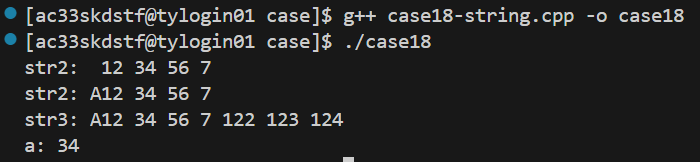 [ac33skdstf@tylogin01 case]$ g++ case18-string.cpp -o case18
[ac33skdstf@tylogin01 case]$ ./case18
str2:  12 34 56 7
str2: A12 34 56 7
str3: A12 34 56 7 122 123 124
a: 34